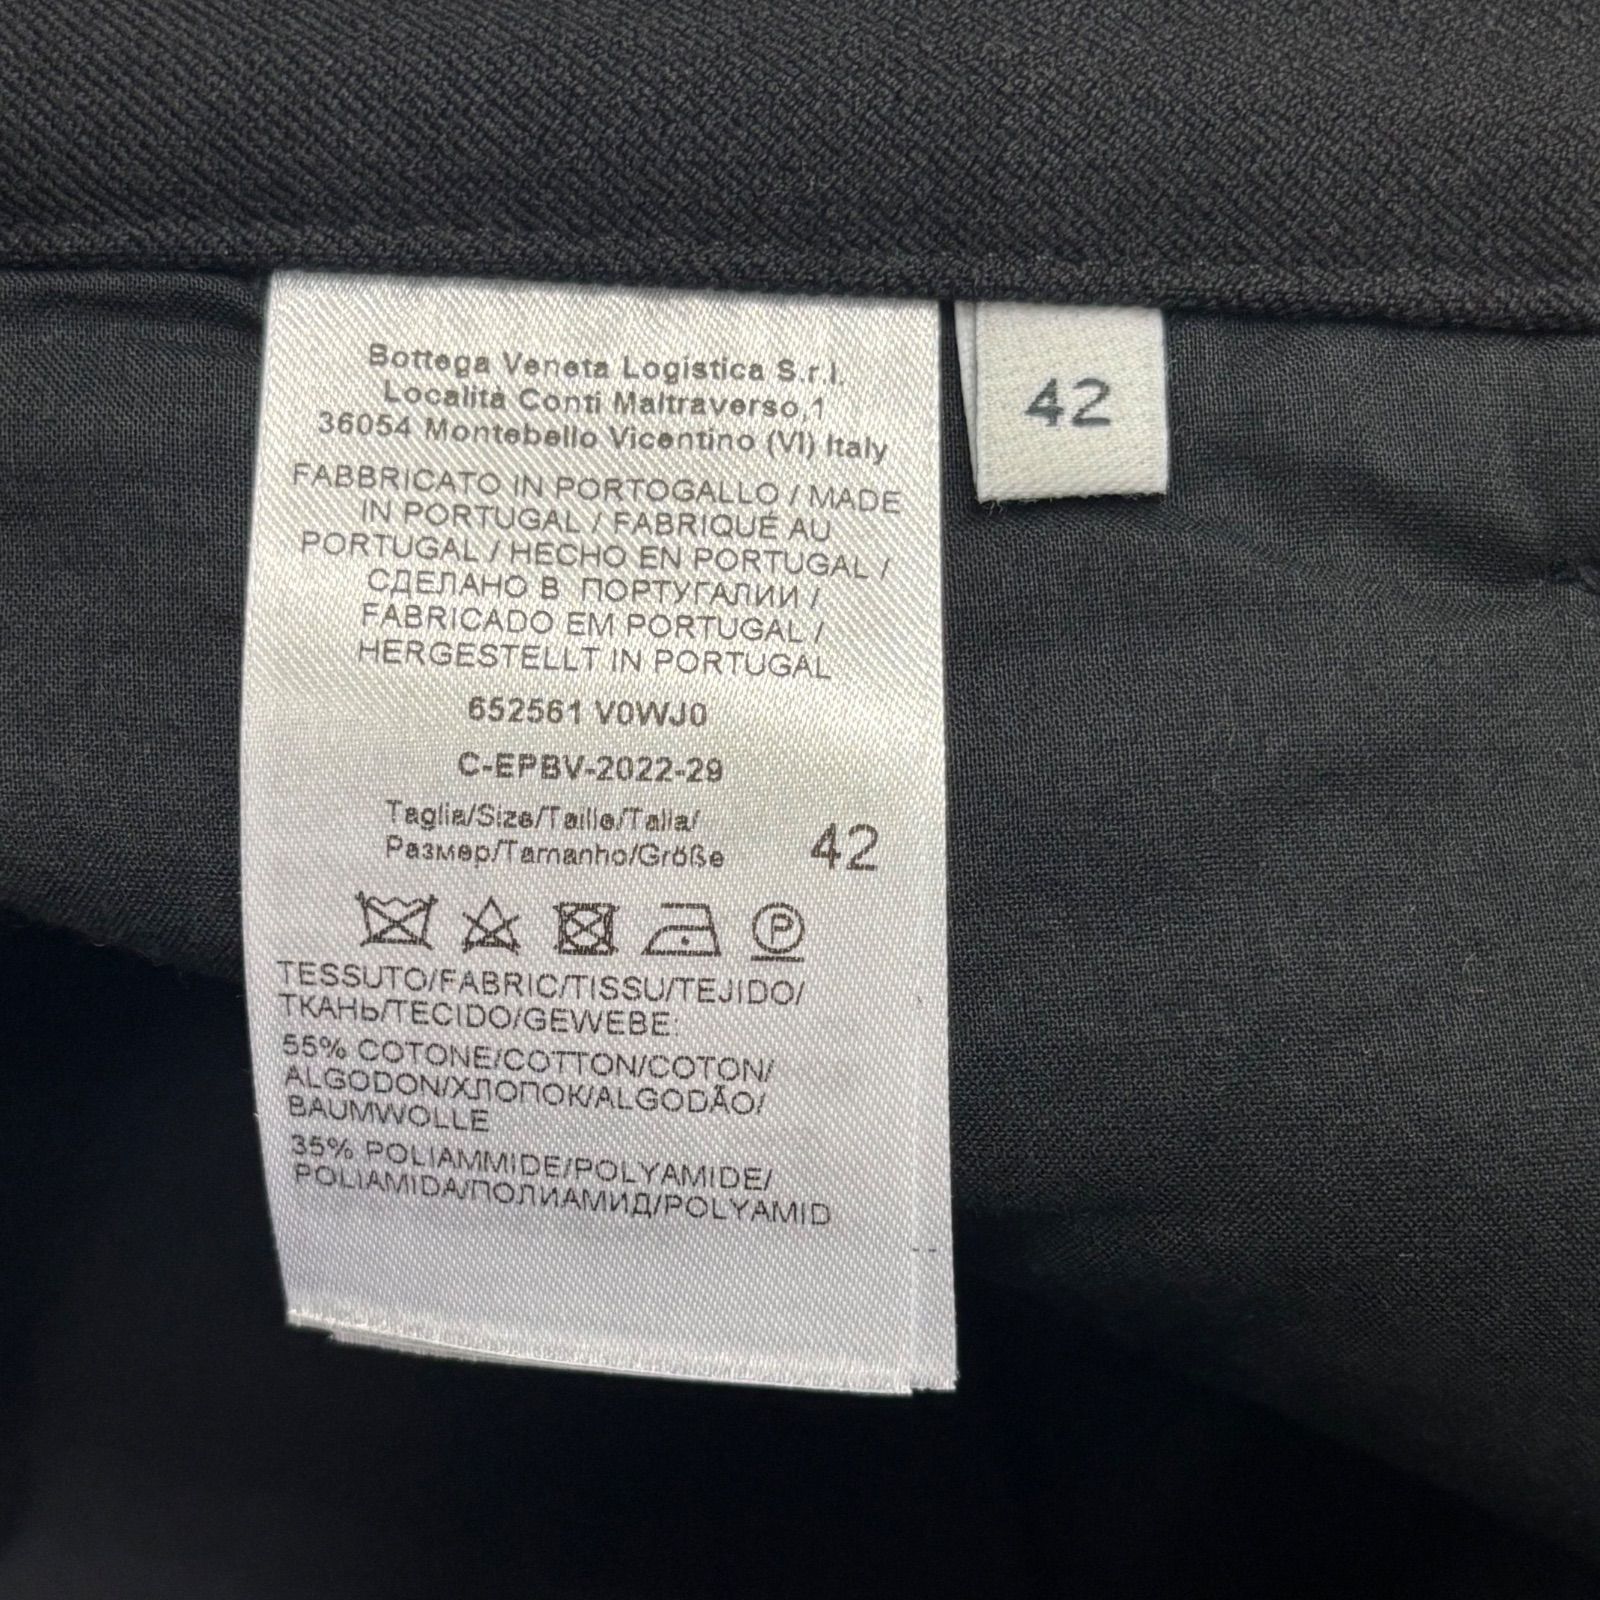 Bottega Veneta Logistica S.r.l.
Località Conti Maltraverso,1
36054 Montebello Vicentino (VI) Italy
FABBRICATO IN PORTOGALLO / MADE
IN PORTUGAL / FABRIQUÉ AU
PORTUGAL / HECHO EN PORTUGAL /
СДЕЛАНО В ПОРТУГАЛИИ /
FABRICADO EM PORTUGAL /
HERGESTELLT IN PORTUGAL
652561 V0WJ0
C-EPBV-2022-29
Taglia/Size/Taille/Talla/
Размер/Tamanho/Größe
42
P
TESSUTO/FABRIC/TISSU/TEJIDO/
ТКАНЬ/TECIDO/GEWEBE:
55% COTONE/COTTON/COTON/
ALGODON/ХЛОПОК/ALGODÃO/
BAUMWOLLE
35% POLIAMMIDE/POLYAMIDE/
POLIAMIDA/ПОЛИАМИД/POLYAMID
42